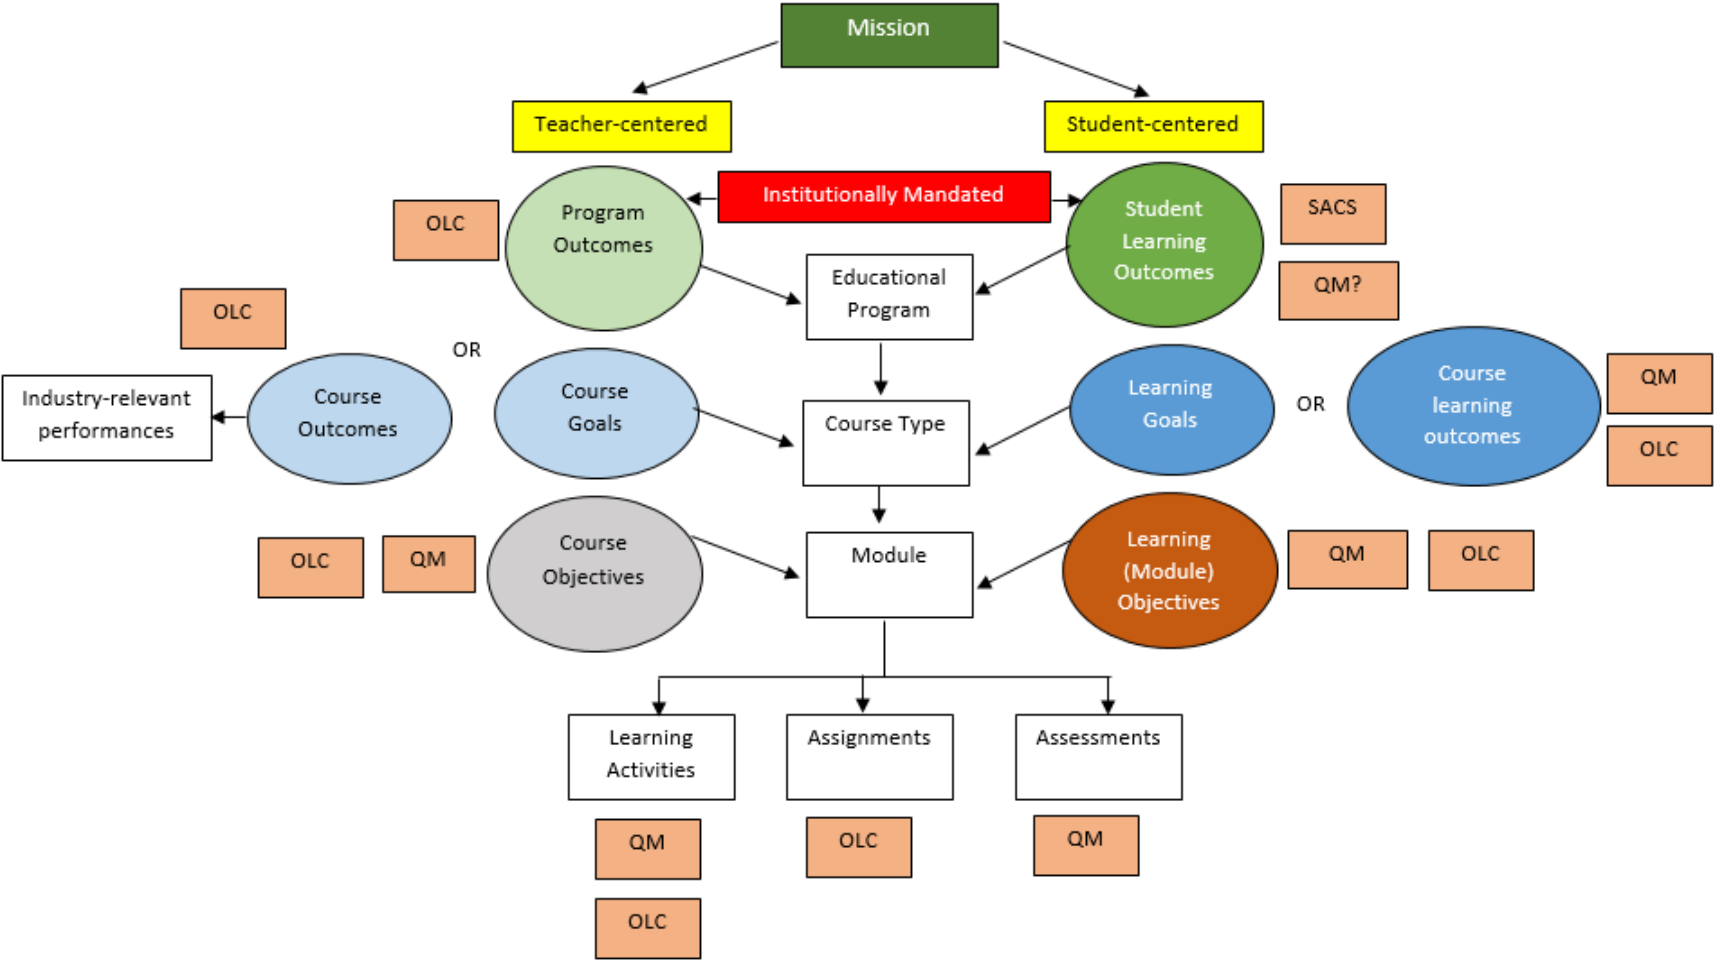 Mission
Teacher-centered
Student-centered
Institutionally Mandated
OLC
Program
Outcomes
Student
Learning
Outcomes
SACS
QM?
Educational
Program
OLC
OR
Industry-relevant
performances
Course
Outcomes
Course
Goals
Course Type
Learning
Goals
OR
Course
learning
outcomes
QM
OLC
OLC
QM
Course
Objectives
Module
Learning
(Module)
Objectives
QM
OLC
Learning
Activities
Assignments
Assessments
QM
OLC
QM
OLC